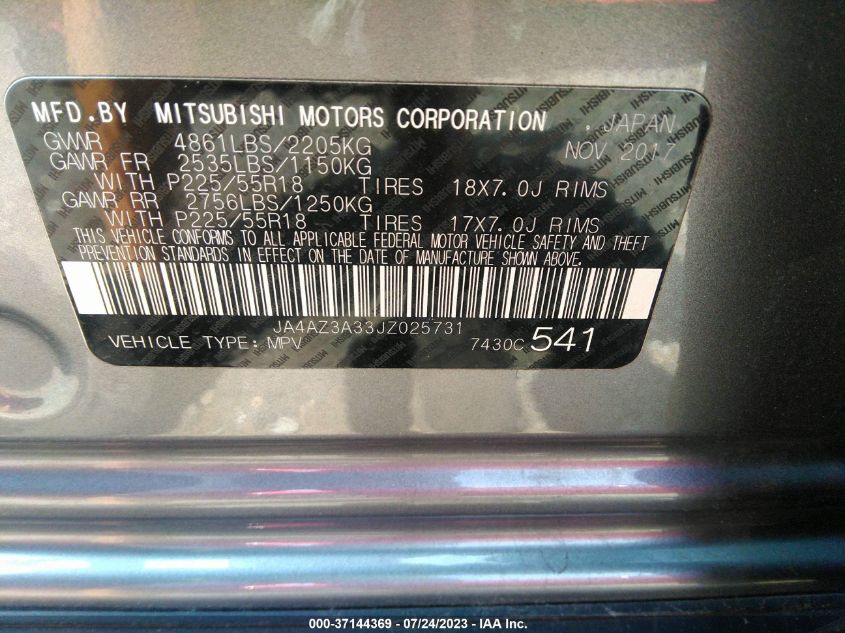 MFD.BY MITSUBISHI MOTORS CORPORATION , JAPAN
GVWR 4861LBS/2205KG NOV 2017
GAWR FR 2535LBS/1150KG
WITH P225/55R18 TIRES 18X7.0J RIMS
GAWR RR 2756LBS/1250KG
WITH P225/55R18 TIRES 17X7.0J RIMS
THIS VEHICLE CONFORMS TO ALL APPLICABLE FEDERAL MOTOR VEHICLE SAFETY AND THEFT
PREVENTION STANDARDS IN EFFECT ON THE DATE OF MANUFACTURE SHOWN ABOVE.
JA4AZ3A33JZ025731
VEHICLE TYPE: MPV 7430C 541
000-37144369 - 07/24/2023 - IAA Inc.